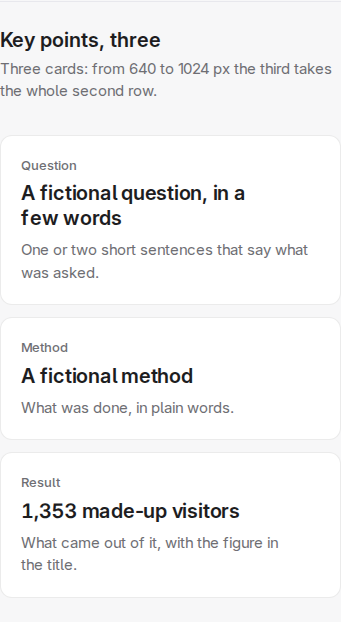 Key points, three
Three cards: from 640 to 1024 px the third takes
the whole second row.
Question
A fictional question, in a
few words
One or two short sentences that say what
was asked.
Method
A fictional method
What was done, in plain words.
Result
1,353 made-up visitors
What came out of it, with the figure in
the title.